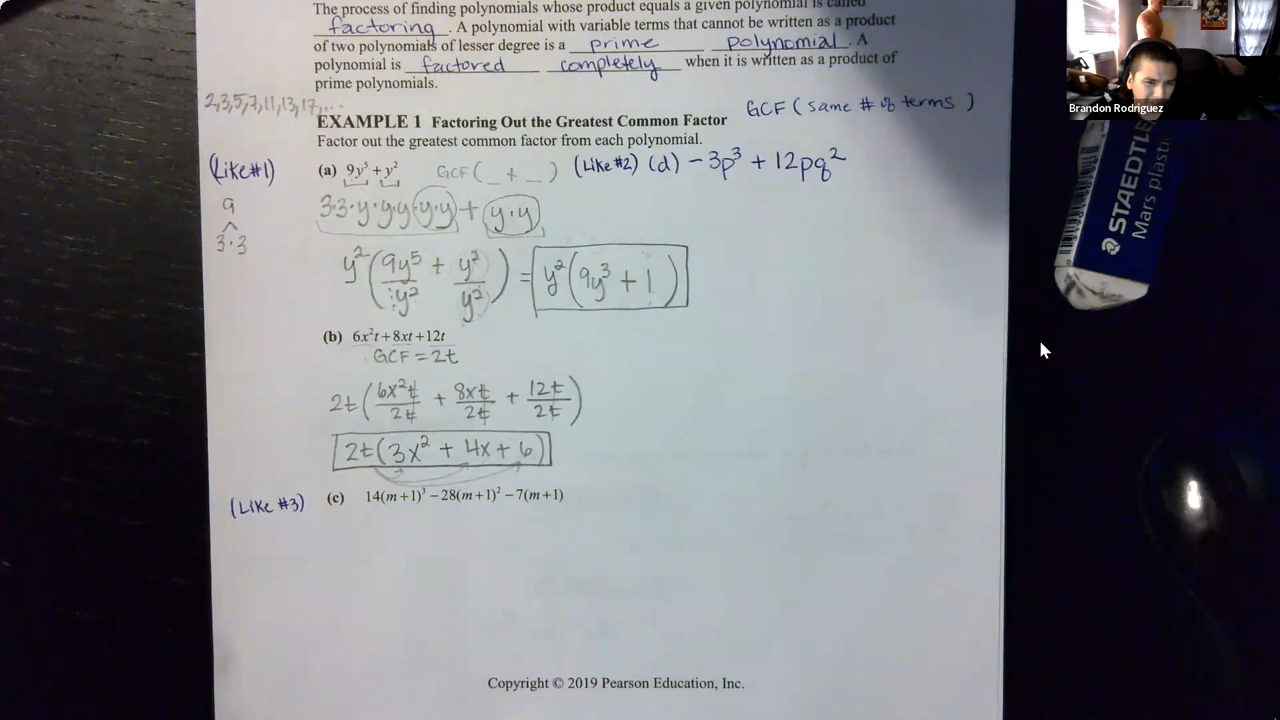 The process of finding polynomials whose product equals a given polynomial is called
factoring. A polynomial with variable terms that cannot be written as a product
of two polynomials of lesser degree is a prime polynomial. A
polynomial is factored completely when it is written as a product of
prime polynomials.
2,3,5,7,11,13,17,...
GCF (same # of terms )
EXAMPLE 1 Factoring Out the Greatest Common Factor
Factor out the greatest common factor from each polynomial.
(Like #1) (a) 9y⁵ + y² GCF( _ + _ ) (Like #2) (d) -3p³ + 12pq²
9
3·3
3·3·y·y·y·y·y + y·y
y²(9y⁵/y² + y²/y²) = y²(9y³ + 1)
(b) 6x²t + 8xt + 12t
GCF = 2t
2t(6x²t/2t + 8xt/2t + 12t/2t)
2t(3x² + 4x + 6)
(Like #3) (c) 14(m+1)³ – 28(m+1)² – 7(m+1)
Copyright © 2019 Pearson Education, Inc.
Brandon Rodriguez
STAEDTLER
Mars plasti